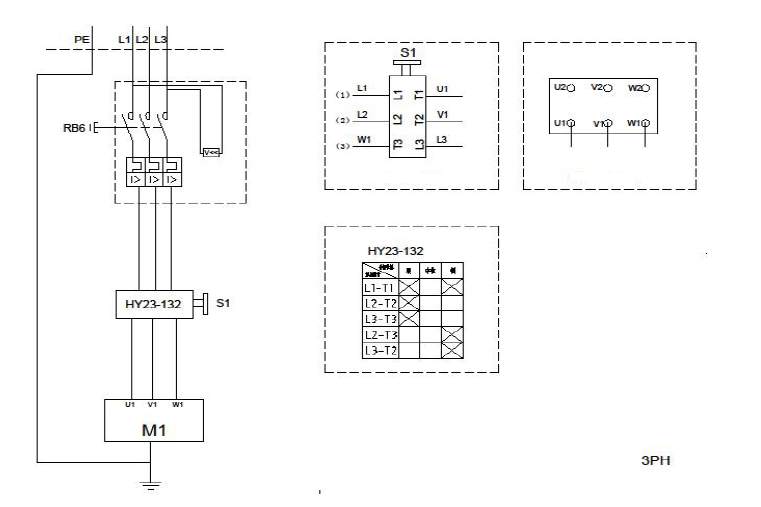 PE L1 L2 L3
RB6
V<<
I> I> I>
HY23-132 S1
U1 V1 W1
M1
S1
(1) L1 L1 T1 U1
(2) L2 L2 T2 V1
(3) W1 T3 L3 L3
U2 V2 W2
U1 V1 W1
HY23-132
L1-T1
L2-T2
L3-T3
L2-T3
L3-T2
3PH